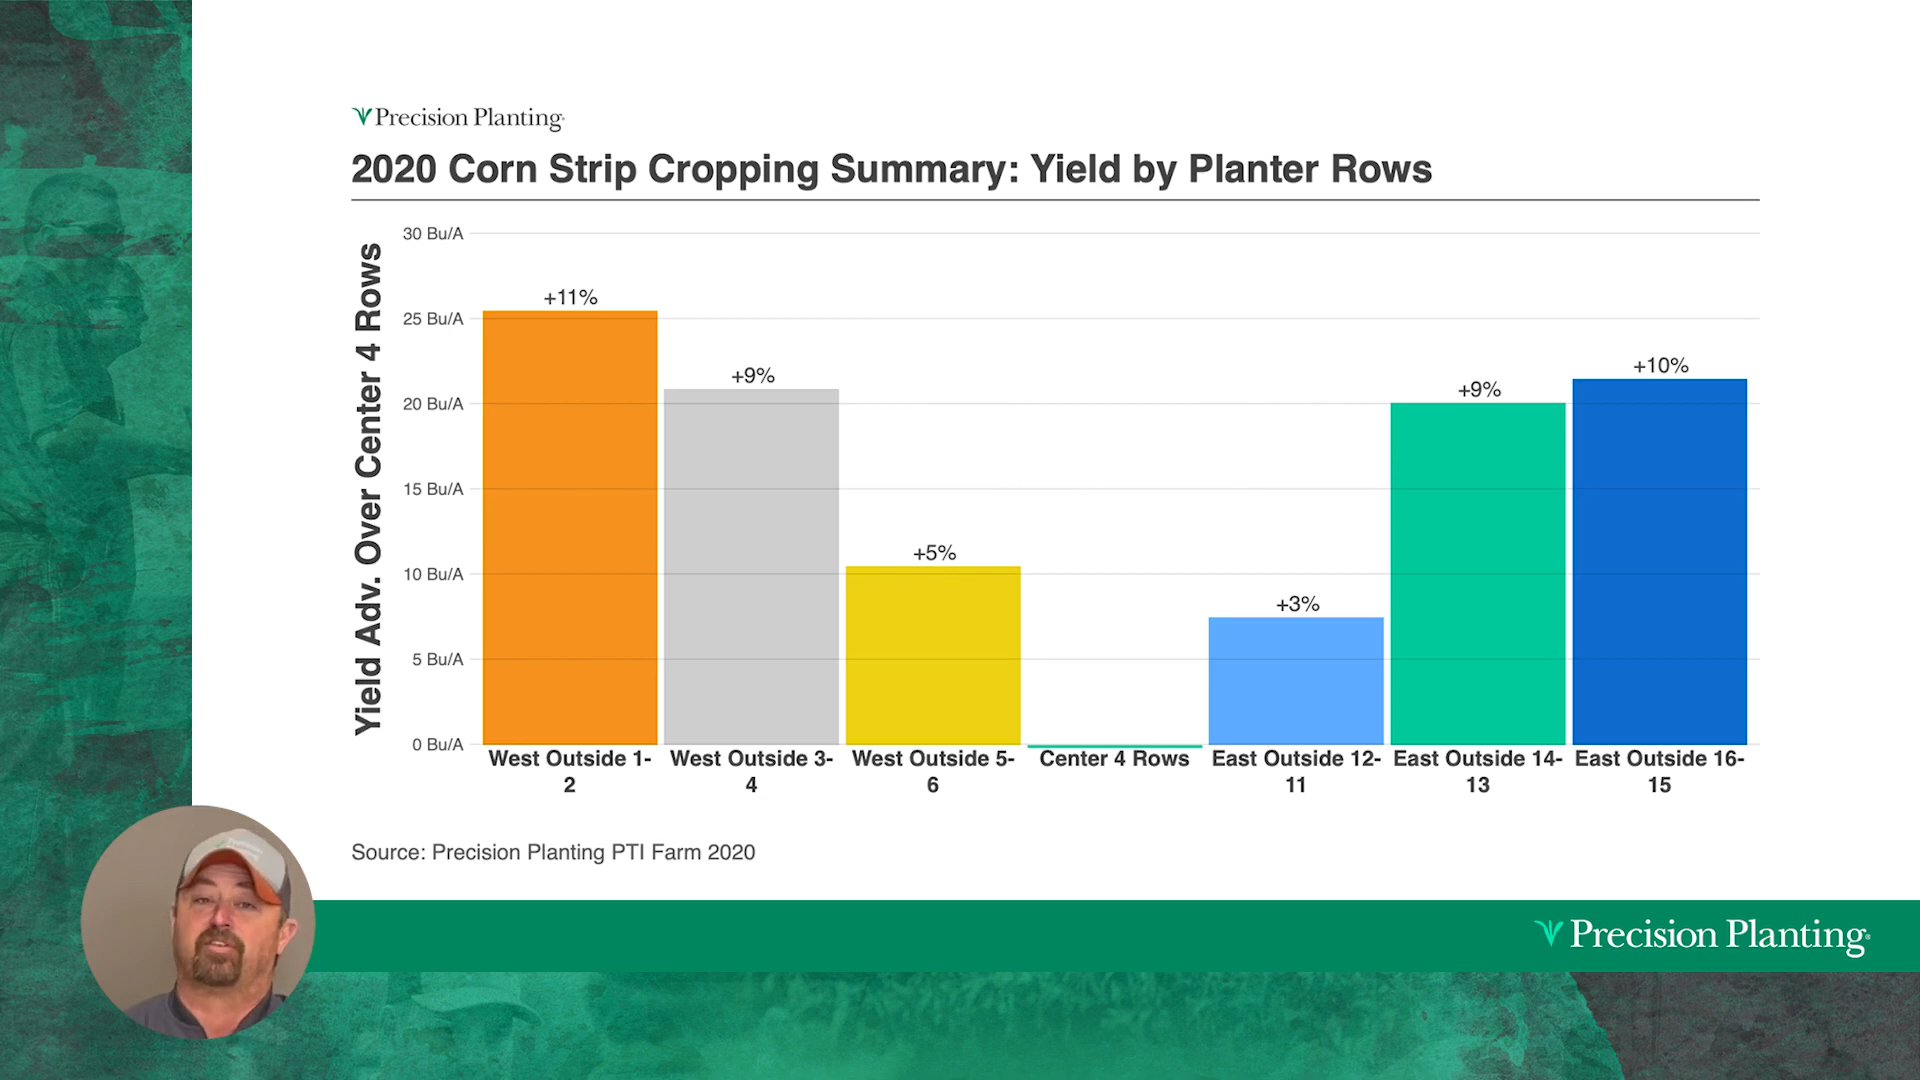 Precision Planting
2020 Corn Strip Cropping Summary: Yield by Planter Rows
Yield Adv. Over Center 4 Rows
30 Bu/A
25 Bu/A
20 Bu/A
15 Bu/A
10 Bu/A
5 Bu/A
0 Bu/A
+11%
+9%
+5%
+3%
+9%
+10%
West Outside 1-
2
West Outside 3-
4
West Outside 5-
6
Center 4 Rows
East Outside 12-
11
East Outside 14-
13
East Outside 16-
15
Source: Precision Planting PTI Farm 2020
Precision Planting